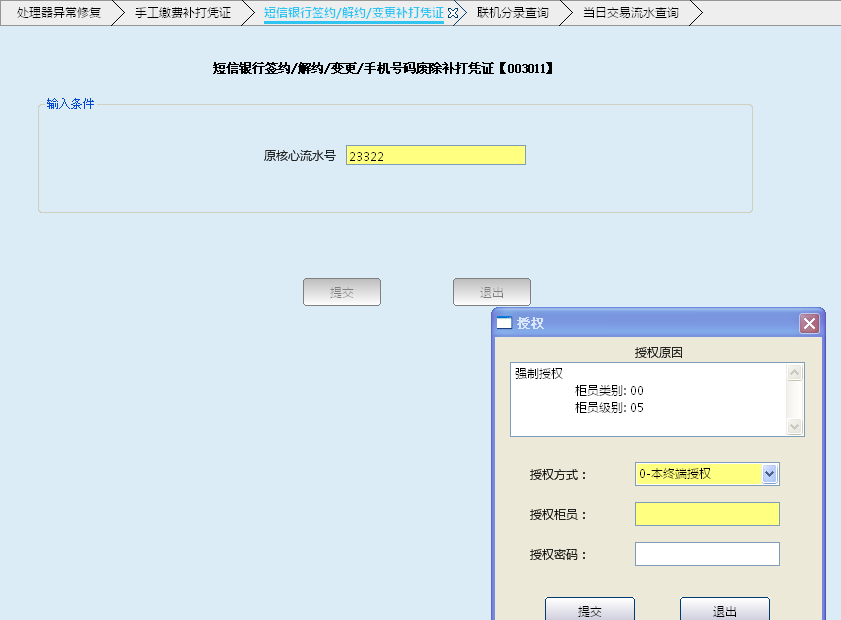 处理器异常修复 手工缴费补打凭证 短信银行签约/解约/变更补打凭证 联机分录查询 当日交易流水查询
短信银行签约/解约/变更/手机号码废除补打凭证【003011】
输入条件
原核心流水号 23322
提交 退出
授权
授权原因
强制授权
柜员类别: 00
柜员级别: 05
授权方式： 0-本终端授权
授权柜员：
授权密码：
提交 退出